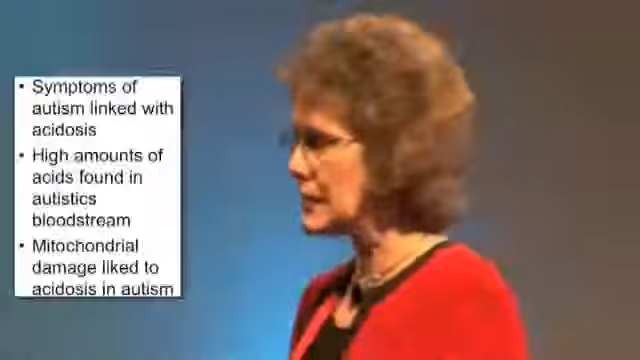 • Symptoms of
autism linked with
acidosis
• High amounts of
acids found in
autistics
bloodstream
• Mitochondrial
damage liked to
acidosis in autism